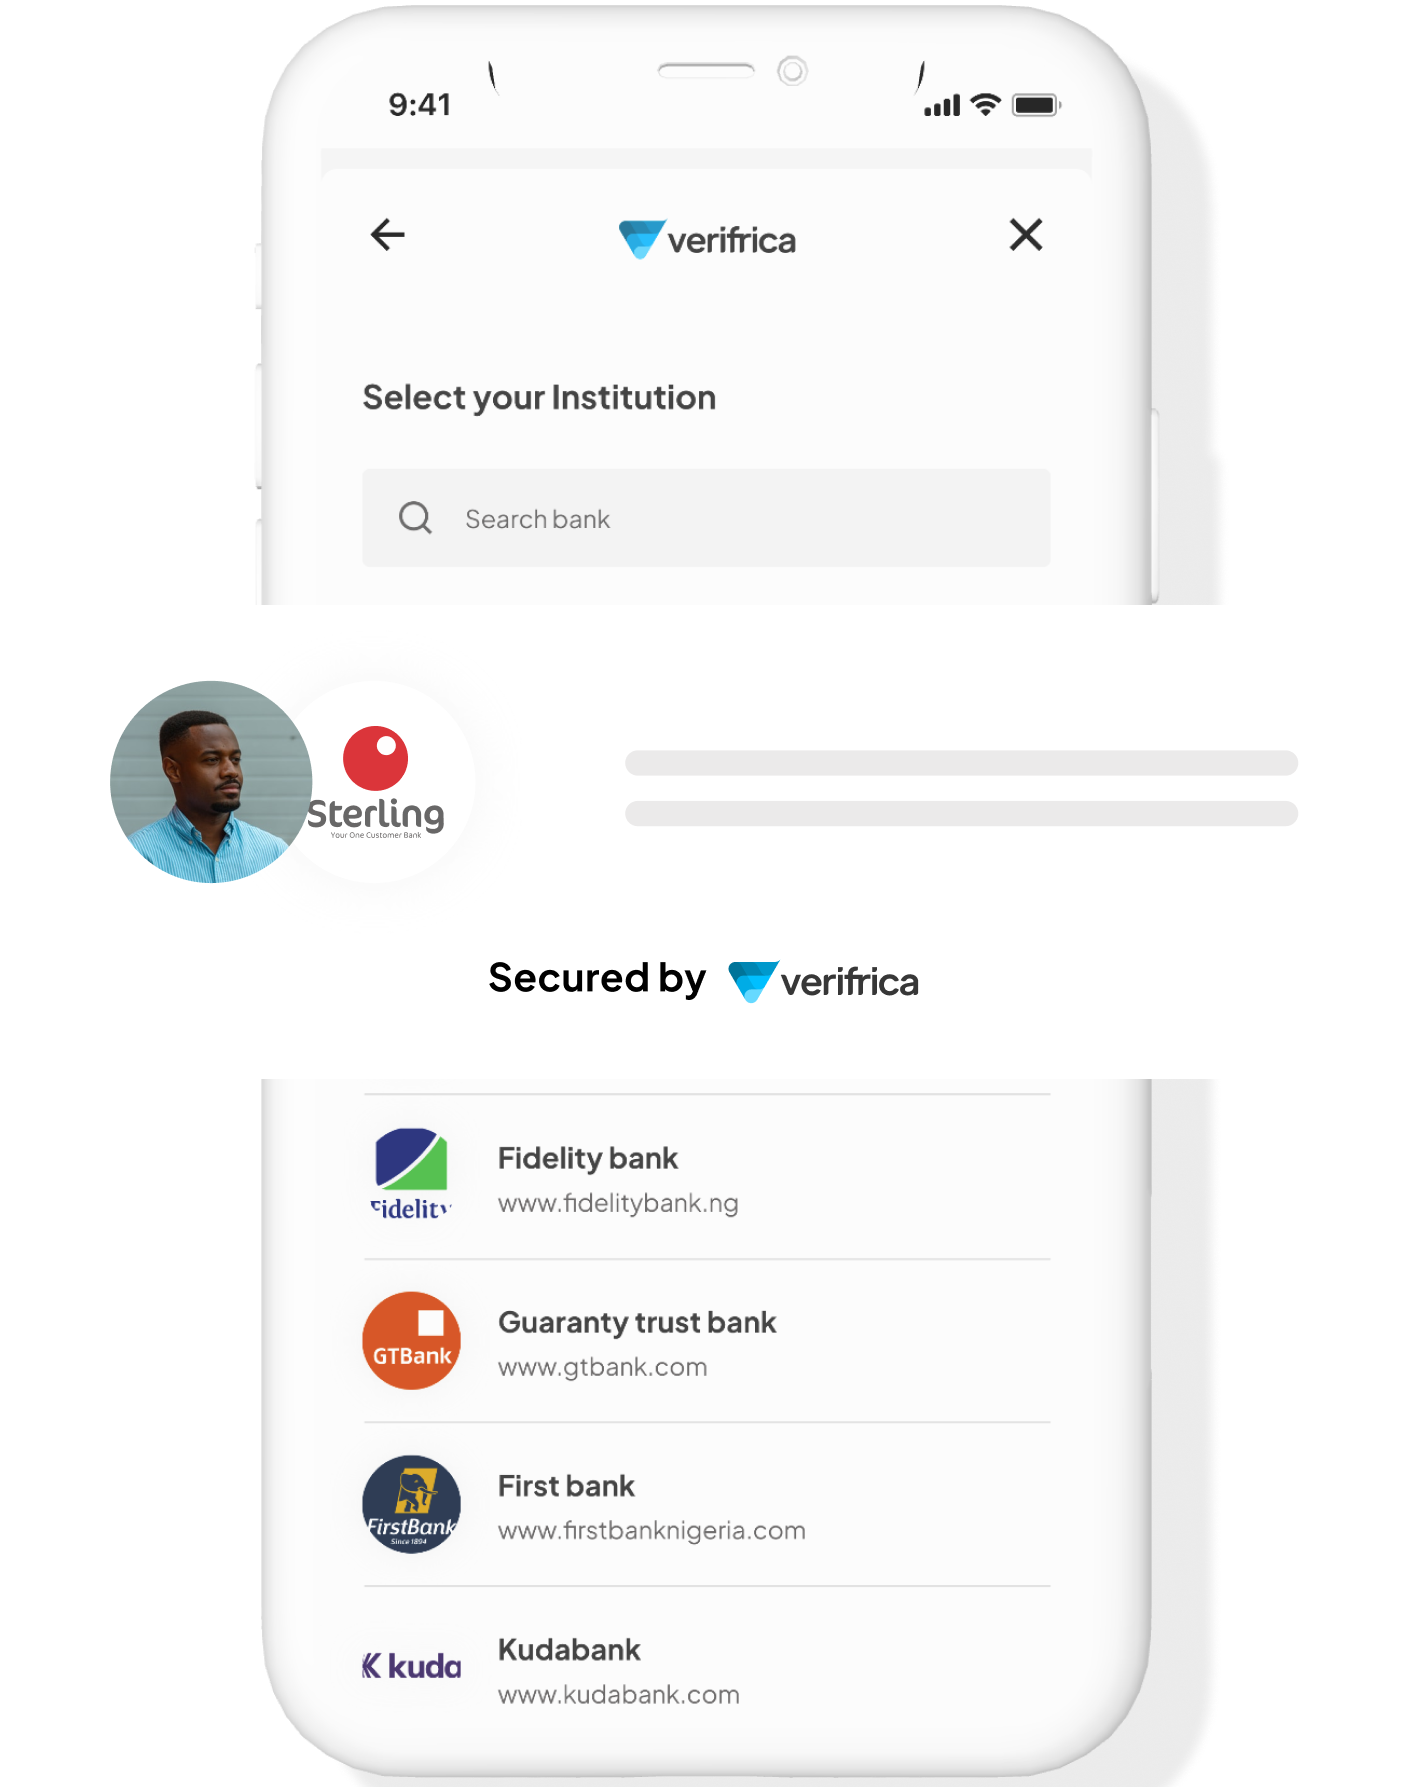 9:41
verifrica
Select your Institution
Search bank
Sterling
Your One Customer Bank
Secured by verifrica
Fidelity
Fidelity bank
www.fidelitybank.ng
GTBank
Guaranty trust bank
www.gtbank.com
FirstBank
Since 1894
First bank
www.firstbanknigeria.com
kuda
Kudabank
www.kudabank.com